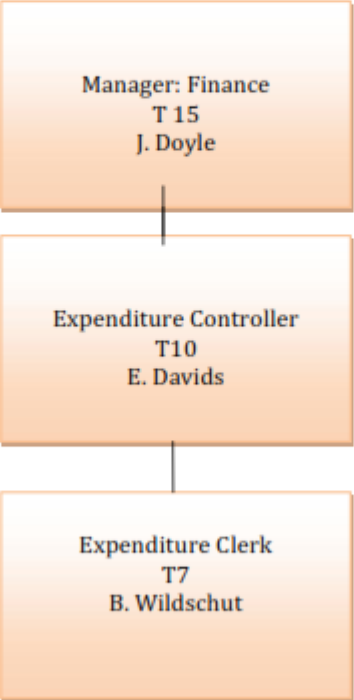 Manager: Finance
T 15
J. Doyle
Expenditure Controller
T10
E. Davids
Expenditure Clerk
T7
B. Wildschut